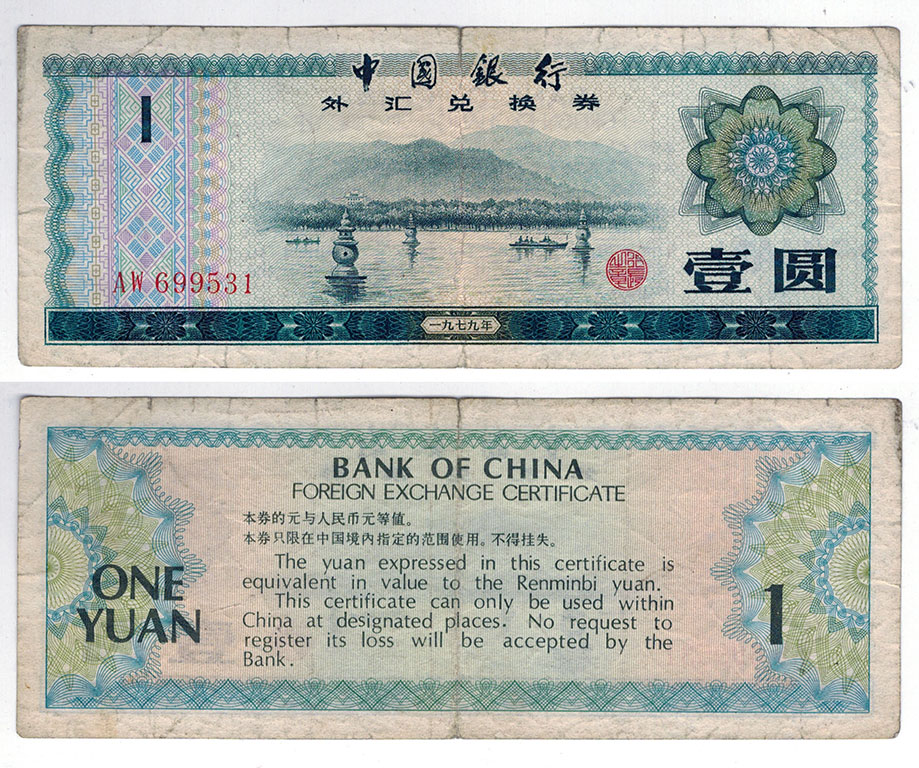 中国銀行
外汇兑换券
1
AW 699531
壹圆
一九七九年
BANK OF CHINA
FOREIGN EXCHANGE CERTIFICATE
本券的元与人民币元等值。
本券只限在中国境内指定的范围使用。不得挂失。
The yuan expressed in this certificate is
equivalent in value to the Renminbi yuan.
This certificate can only be used within
China at designated places. No request to
register its loss will be accepted by the
Bank.
ONE
YUAN
1